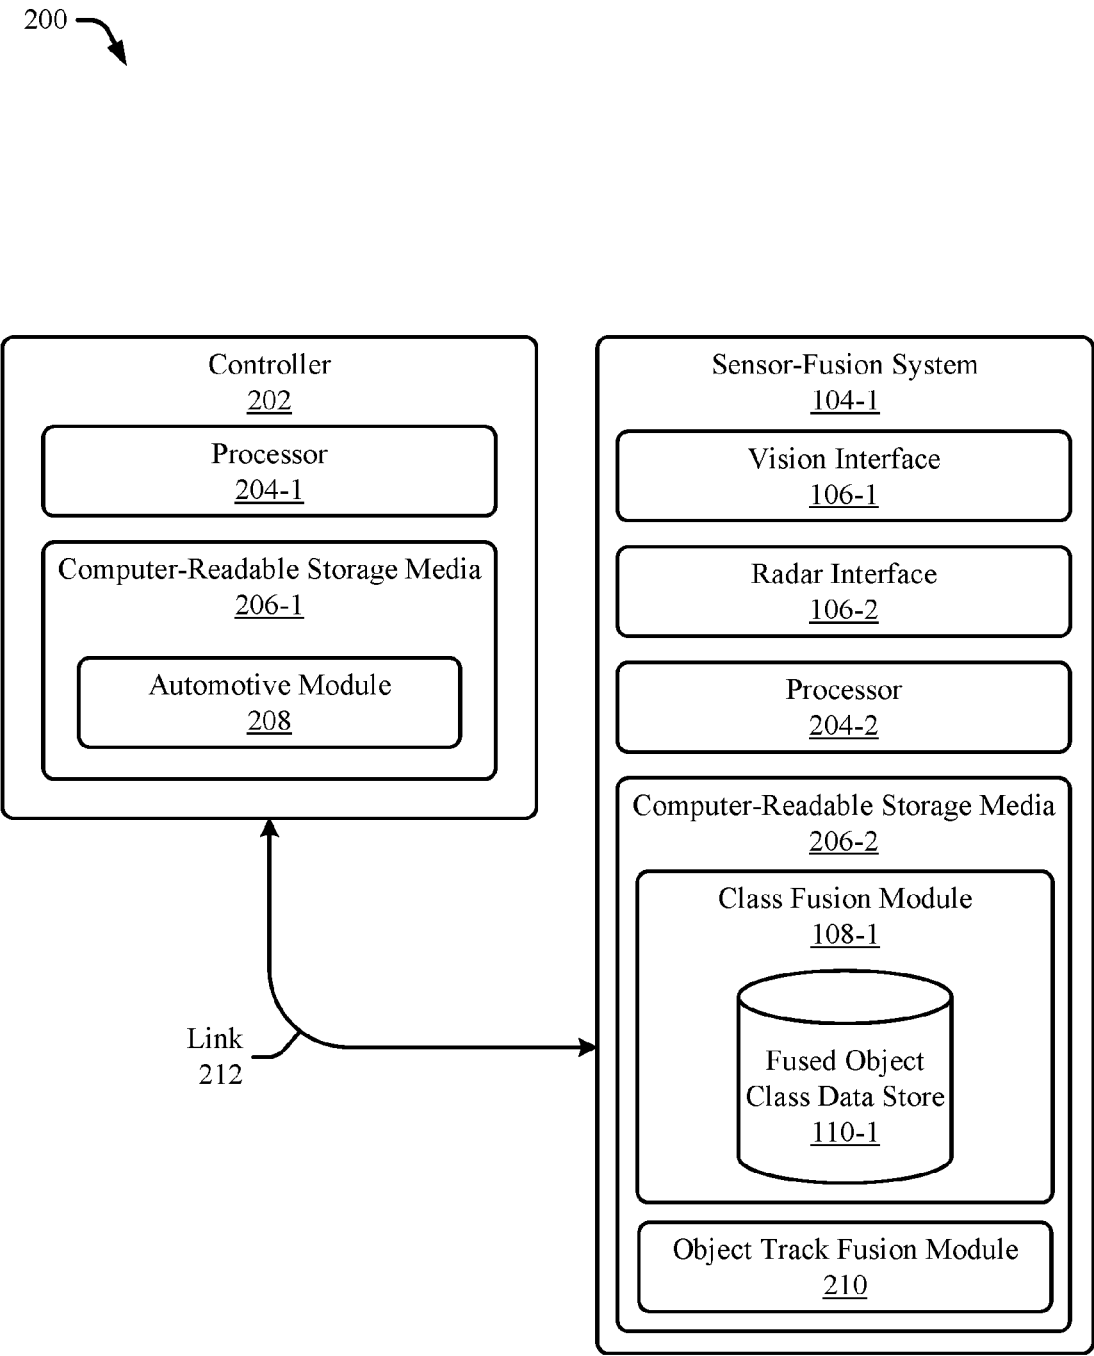 200
Controller
202
Processor
204-1
Computer-Readable Storage Media
206-1
Automotive Module
208
Link
212
Sensor-Fusion System
104-1
Vision Interface
106-1
Radar Interface
106-2
Processor
204-2
Computer-Readable Storage Media
206-2
Class Fusion Module
108-1
Fused Object
Class Data Store
110-1
Object Track Fusion Module
210